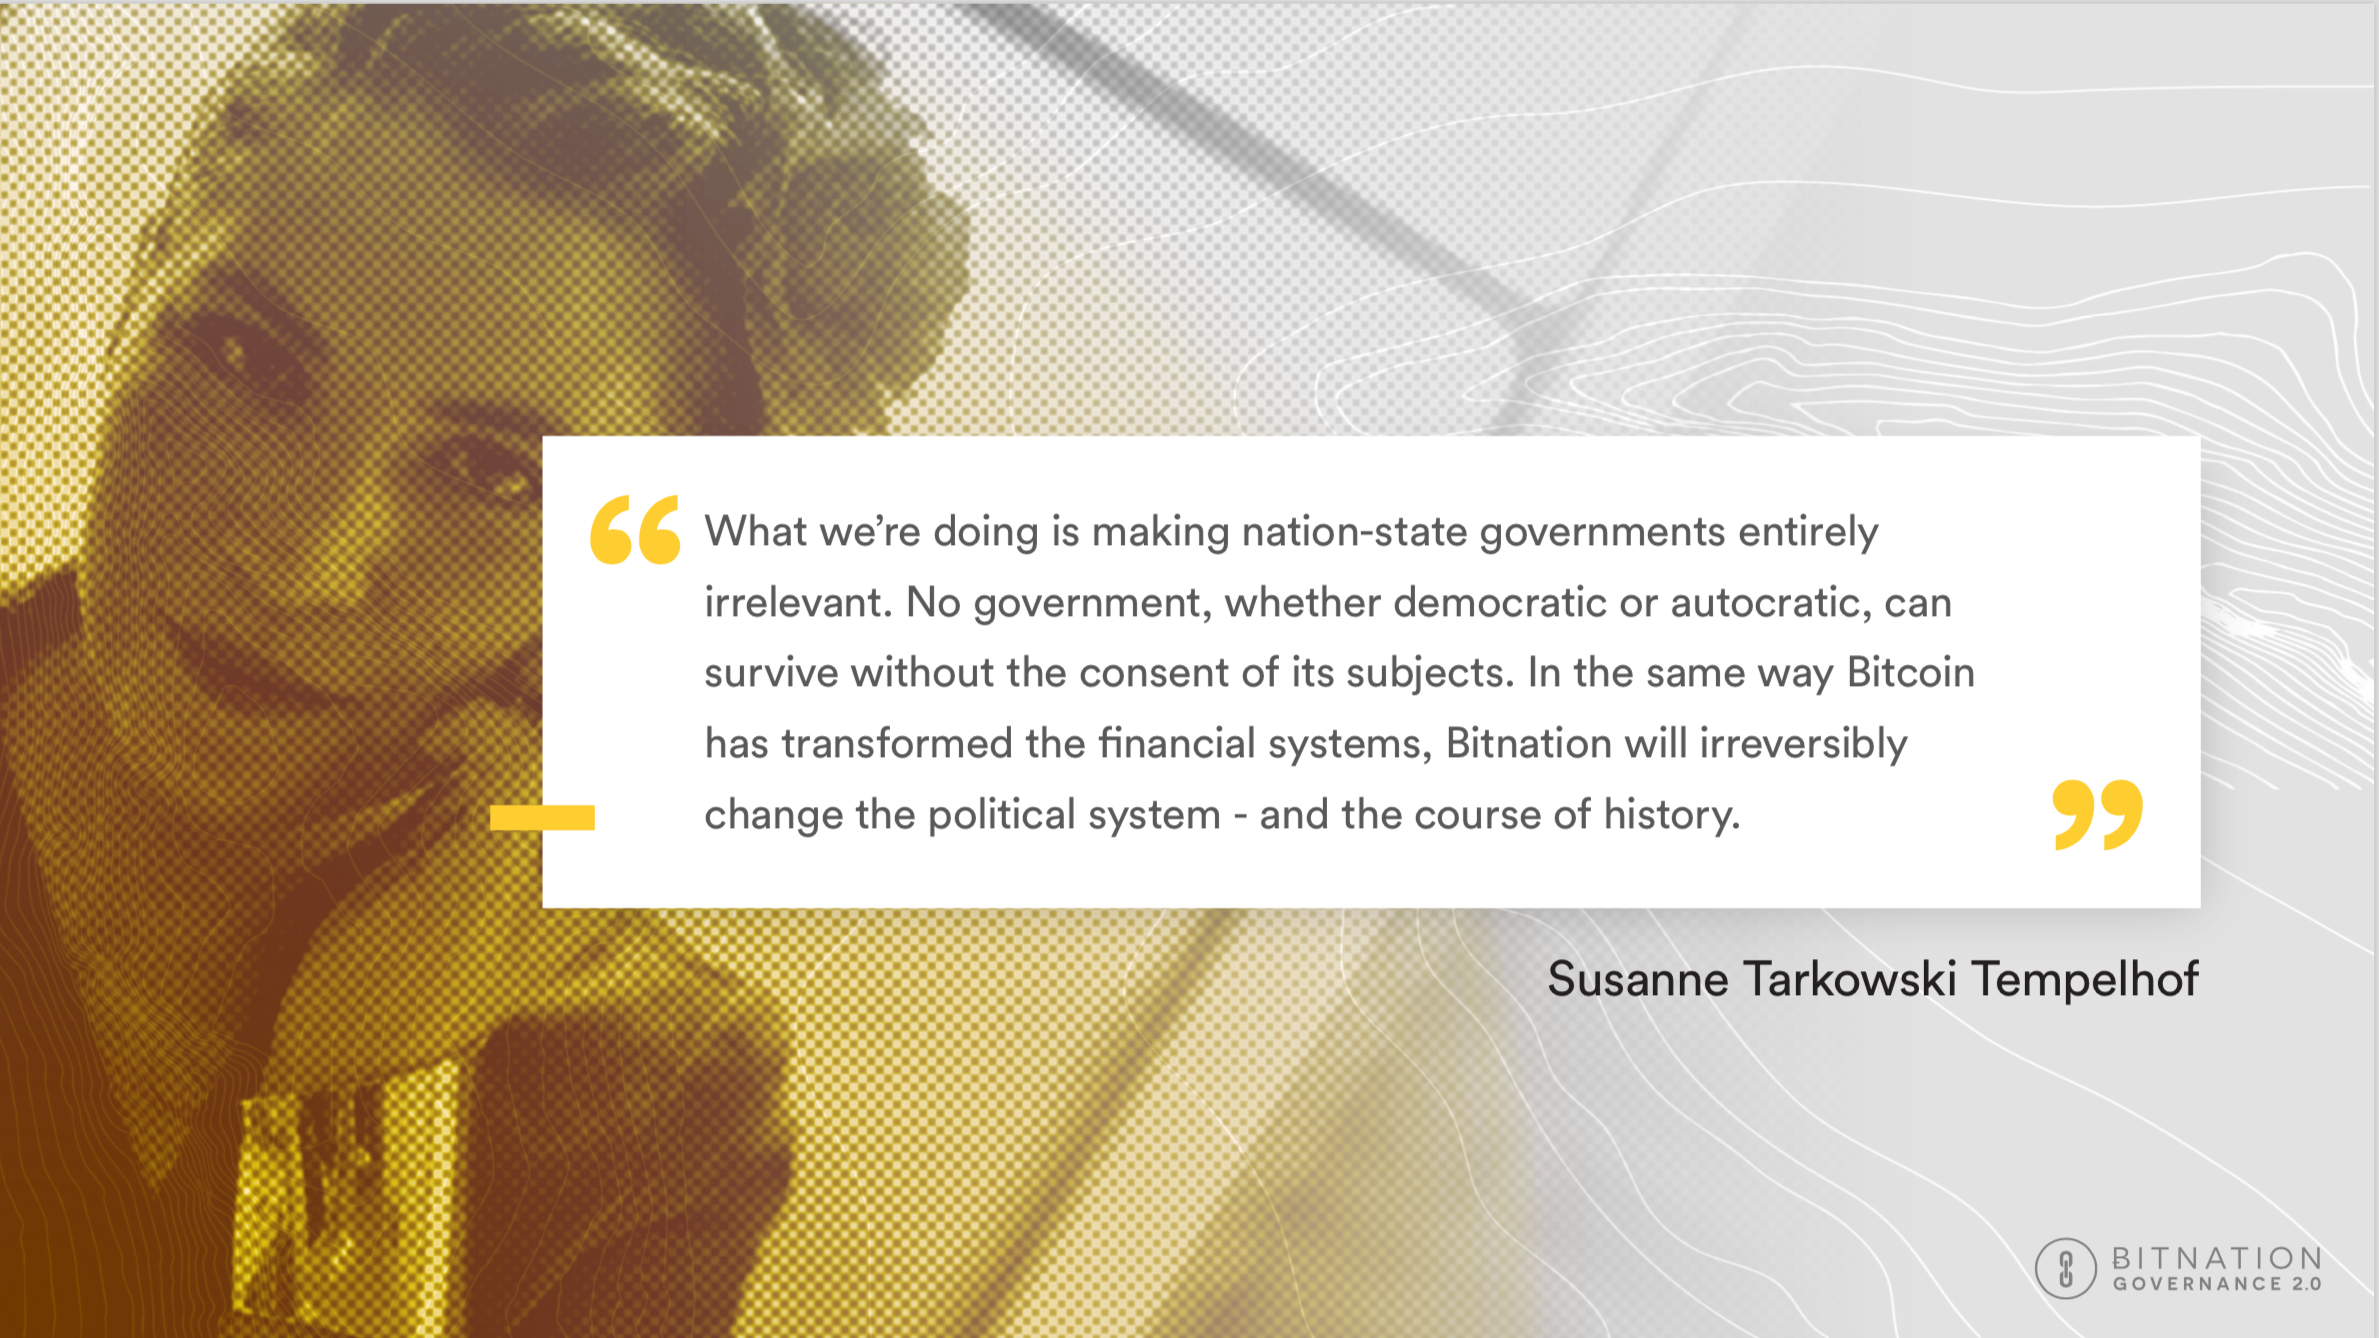 “ What we’re doing is making nation-state governments entirely
irrelevant. No government, whether democratic or autocratic, can
survive without the consent of its subjects. In the same way Bitcoin
has transformed the financial systems, Bitnation will irreversibly
change the political system - and the course of history. ”
Susanne Tarkowski Tempelhof
BITNATION
GOVERNANCE 2.0